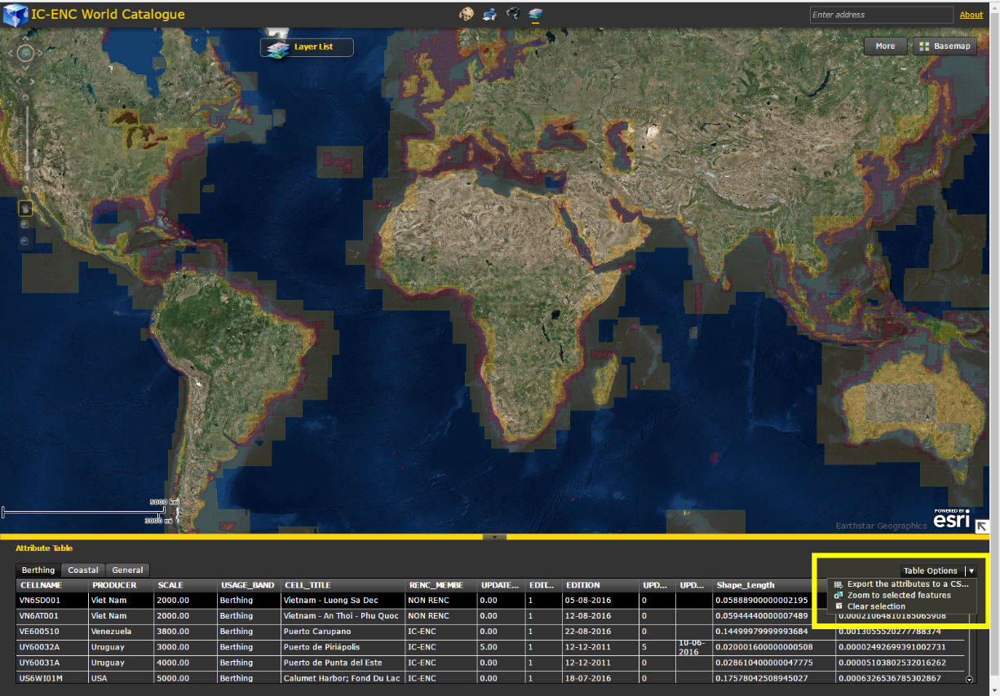 IC-ENC World Catalogue
Enter address
About
Layer List
More
Basemap
5000 km
3000 mi
Earthstar Geographics
POWERED BY
esri
Attribute Table
Berthing Coastal General
Table Options
Export the attributes to a CS...
Zoom to selected features
Clear selection
CELLNAME PRODUCER SCALE USAGE_BAND CELL_TITLE RENC_MEMBE UPDATE... EDIT... EDITION UPD... UPD... Shape_Length
VN6SD001 Viet Nam 2000.00 Berthing Vietnam - Luong Sa Dec NON RENC 0.00 1 05-08-2016 0 0.05888900000002195
VN6AT001 Viet Nam 2000.00 Berthing Vietnam - An Thoi - Phu Quoc NON RENC 0.00 1 12-08-2016 0 0.05944440000007489 0.00021064810185065908
VE600510 Venezuela 3800.00 Berthing Puerto Carupano IC-ENC 0.00 1 22-08-2016 0 0.14499979999993684 0.0013055520277788374
UY60032A Uruguay 3000.00 Berthing Puerto de Piriápolis IC-ENC 5.00 1 12-12-2011 5 10-06-2016 0.020001600000000508 0.00002492699391002731
UY60031A Uruguay 4000.00 Berthing Puerto de Punta del Este IC-ENC 0.00 1 12-12-2011 0 0.028610400000047775 0.00005103802532016262
US6WI01M USA 5000.00 Berthing Calumet Harbor; Fond Du Lac IC-ENC 0.00 1 18-07-2016 0 0.17578042508945027 0.0006326536785302867